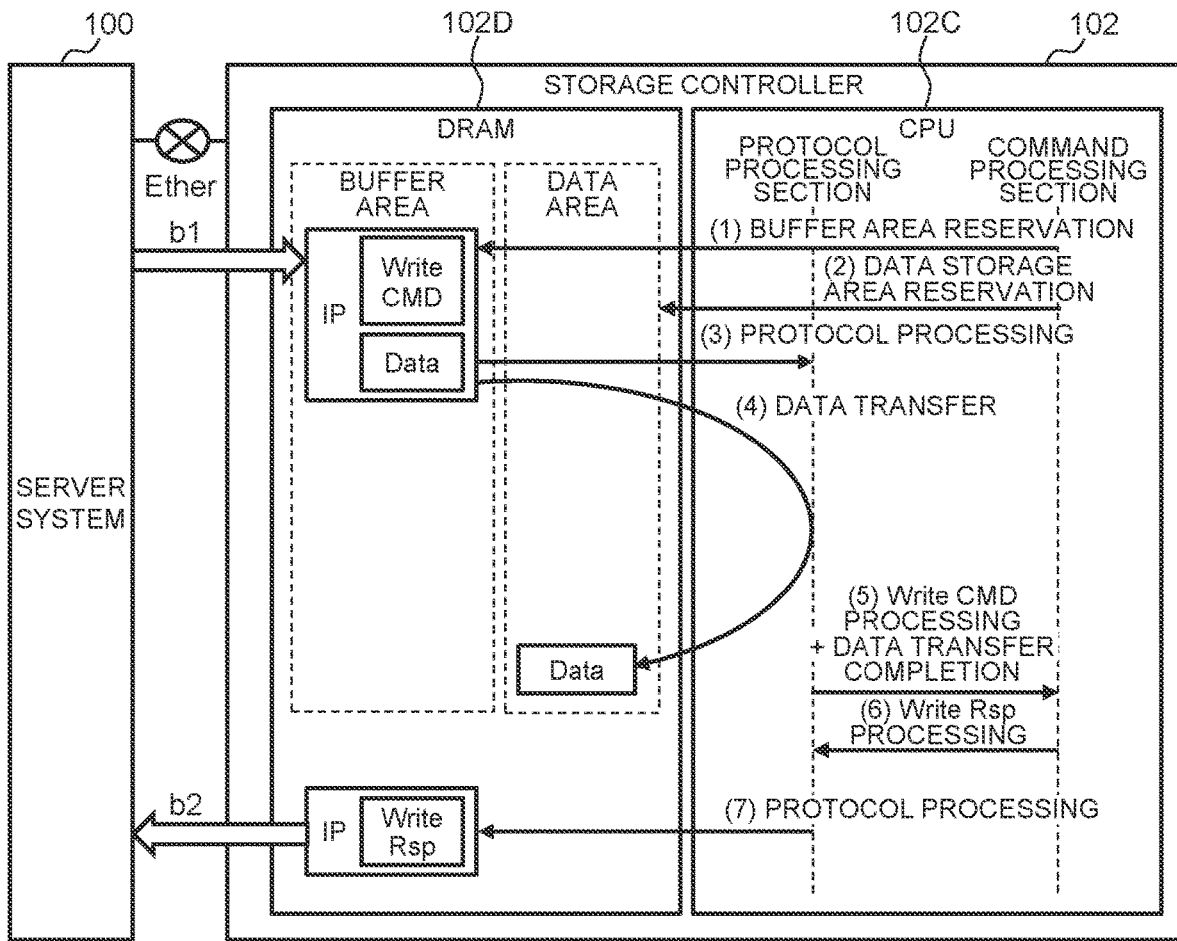 100
102D
102C
102
STORAGE CONTROLLER
DRAM
CPU
PROTOCOL
PROCESSING
SECTION
COMMAND
PROCESSING
SECTION
Ether
BUFFER
AREA
DATA
AREA
b1
(1) BUFFER AREA RESERVATION
IP
Write
CMD
(2) DATA STORAGE
AREA RESERVATION
Data
(3) PROTOCOL PROCESSING
(4) DATA TRANSFER
SERVER
SYSTEM
(5) Write CMD
PROCESSING
+ DATA TRANSFER
COMPLETION
Data
(6) Write Rsp
PROCESSING
b2
IP
Write
Rsp
(7) PROTOCOL PROCESSING